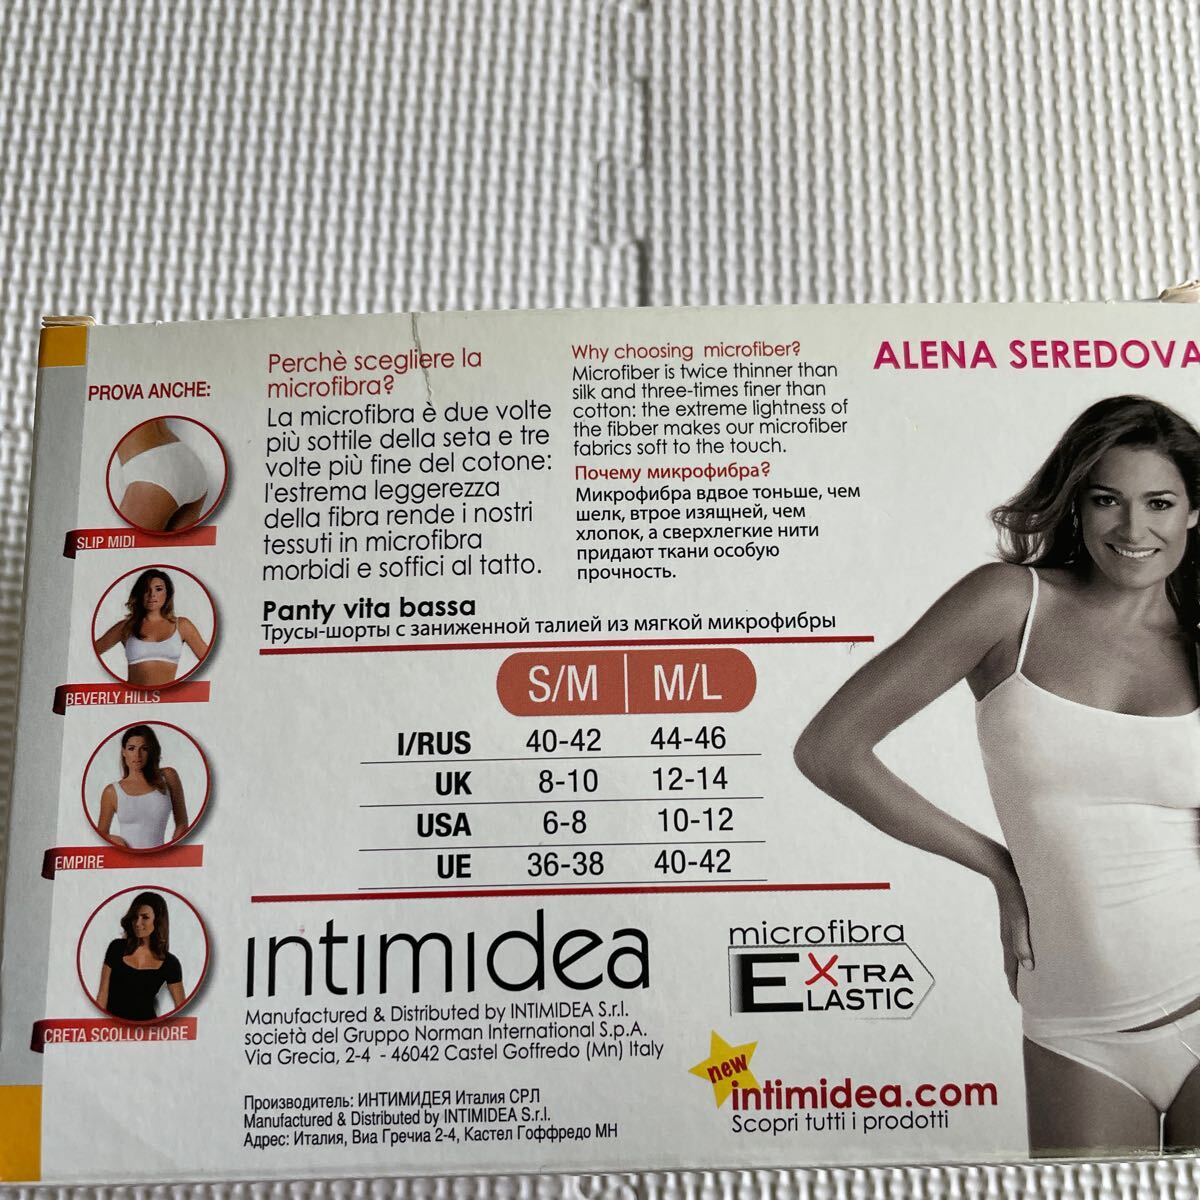 PROVA ANCHE:
SLIP MIDI
BEVERLY HILLS
EMPIRE
CRETA SCOLLO FIORE
Perchè scegliere la
microfibra?
La microfibra è due volte
più sottile della seta e tre
volte più fine del cotone:
l'estrema leggerezza
della fibra rende i nostri
tessuti in microfibra
morbidi e soffici al tatto.
Why choosing microfiber?
Microfiber is twice thinner than
silk and three-times finer than
cotton: the extreme lightness of
the fibber makes our microfiber
fabrics soft to the touch.
Почему микрофибра?
Микрофибра вдвое тоньше, чем
шелк, втрое изящней, чем
хлопок, а сверхлегкие нити
придают ткани особую
прочность.
ALENA SEREDOVA
Panty vita bassa
Трусы-шорты с заниженной талией из мягкой микрофибры
S/M M/L
I/RUS 40-42 44-46
UK 8-10 12-14
USA 6-8 10-12
UE 36-38 40-42
intimidea
Manufactured & Distributed by INTIMIDEA S.r.l.
società del Gruppo Norman International S.p.A.
Via Grecia, 2-4 - 46042 Castel Goffredo (Mn) Italy
Производитель: ИНТИМИДЕЯ Италия СРЛ
Manufactured & Distributed by INTIMIDEA S.r.l.
Адрес: Италия, Виа Гречиа 2-4, Кастел Гоффредо МН
microfibra
EXTRA
ELASTIC
new
intimidea.com
Scopri tutti i prodotti